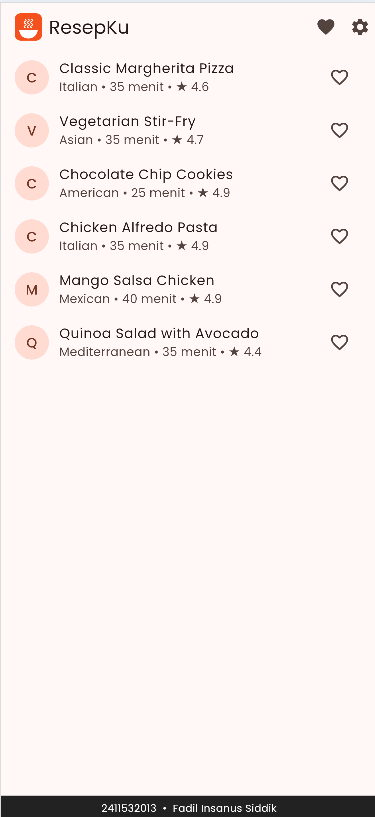 ResepKu
C
Classic Margherita Pizza
Italian • 35 menit • ★ 4.6
V
Vegetarian Stir-Fry
Asian • 35 menit • ★ 4.7
C
Chocolate Chip Cookies
American • 25 menit • ★ 4.9
C
Chicken Alfredo Pasta
Italian • 35 menit • ★ 4.9
M
Mango Salsa Chicken
Mexican • 40 menit • ★ 4.9
Q
Quinoa Salad with Avocado
Mediterranean • 35 menit • ★ 4.4
2411532013 • Fadil Insanus Siddik